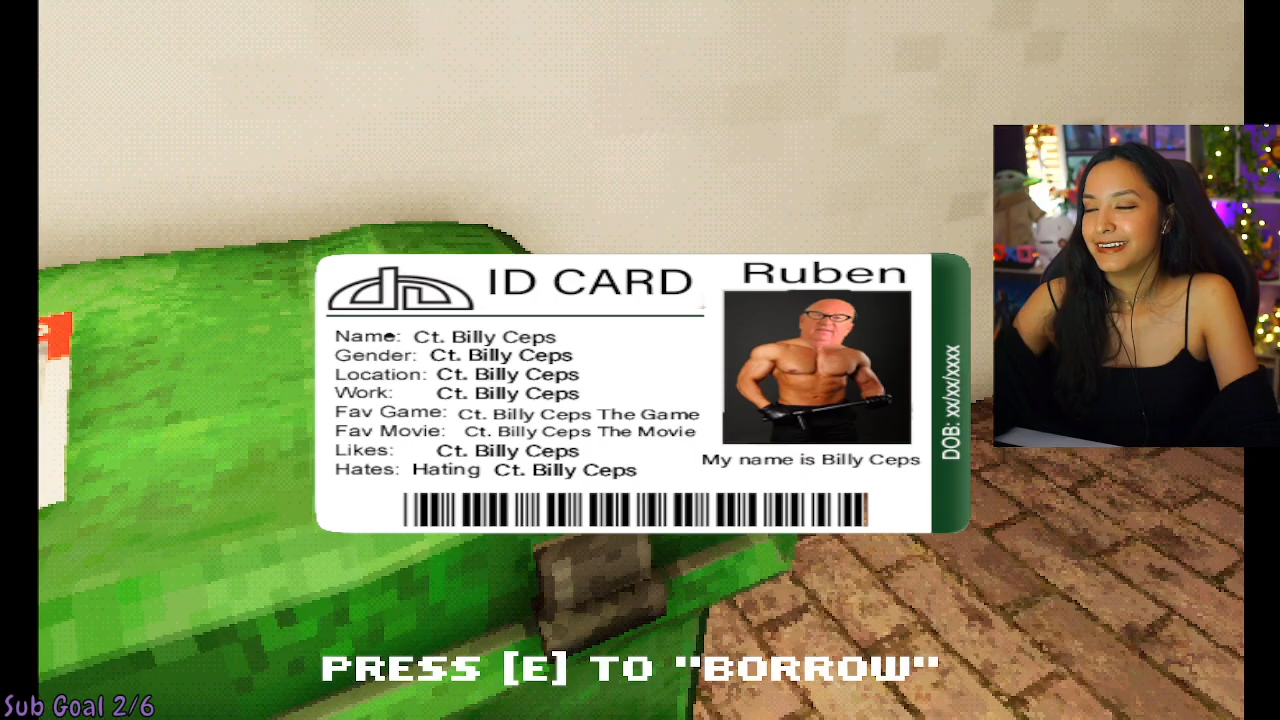 ID CARD
Ruben
Name: Ct. Billy Ceps
Gender: Ct. Billy Ceps
Location: Ct. Billy Ceps
Work: Ct. Billy Ceps
Fav Game: Ct. Billy Ceps The Game
Fav Movie: Ct. Billy Ceps The Movie
Likes: Ct. Billy Ceps
Hates: Hating Ct. Billy Ceps
My name is Billy Ceps
DOB: xx/xx/xxxx
PRESS [E] TO "BORROW"
Sub Goal 2/6